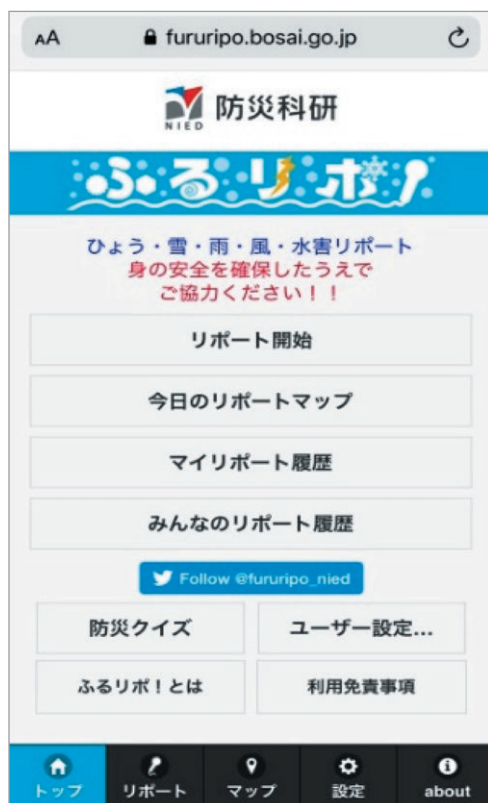 AA fururipo.bosai.go.jp
NIED 防災科研
ふるリポ!
ひょう・雪・雨・風・水害リポート
身の安全を確保したうえで
ご協力ください!!
リポート開始
今日のリポートマップ
マイリポート履歴
みんなのリポート履歴
Follow @fururipo_nied
防災クイズ
ユーザー設定...
ふるリポ!とは
利用免責事項
トップ
リポート
マップ
設定
about